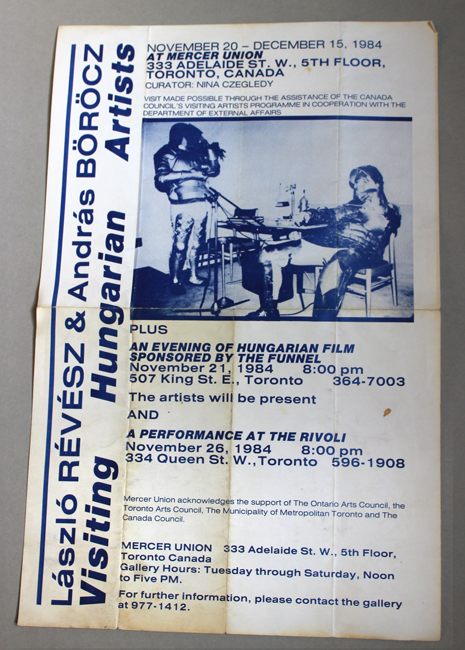 László RÉVÉSZ & András BÖRÖCZ
Visiting Hungarian Artists
NOVEMBER 20 – DECEMBER 15, 1984
AT MERCER UNION
333 ADELAIDE ST. W., 5TH FLOOR,
TORONTO, CANADA
CURATOR: NINA CZEGLEDY
VISIT MADE POSSIBLE THROUGH THE ASSISTANCE OF THE CANADA
COUNCIL'S VISITING ARTISTS PROGRAMME IN COOPERATION WITH THE
DEPARTMENT OF EXTERNAL AFFAIRS
PLUS
AN EVENING OF HUNGARIAN FILM
SPONSORED BY THE FUNNEL
November 21, 1984 8:00 pm
507 King St. E., Toronto 364-7003
The artists will be present
AND
A PERFORMANCE AT THE RIVOLI
November 26, 1984 8:00 pm
334 Queen St. W., Toronto 596-1908
Mercer Union acknowledges the support of The Ontario Arts Council, the
Toronto Arts Council, The Municipality of Metropolitan Toronto and The
Canada Council.
MERCER UNION 333 Adelaide St. W., 5th Floor,
Toronto Canada
Gallery Hours: Tuesday through Saturday, Noon
to Five PM.
For further information, please contact the gallery
at 977-1412.